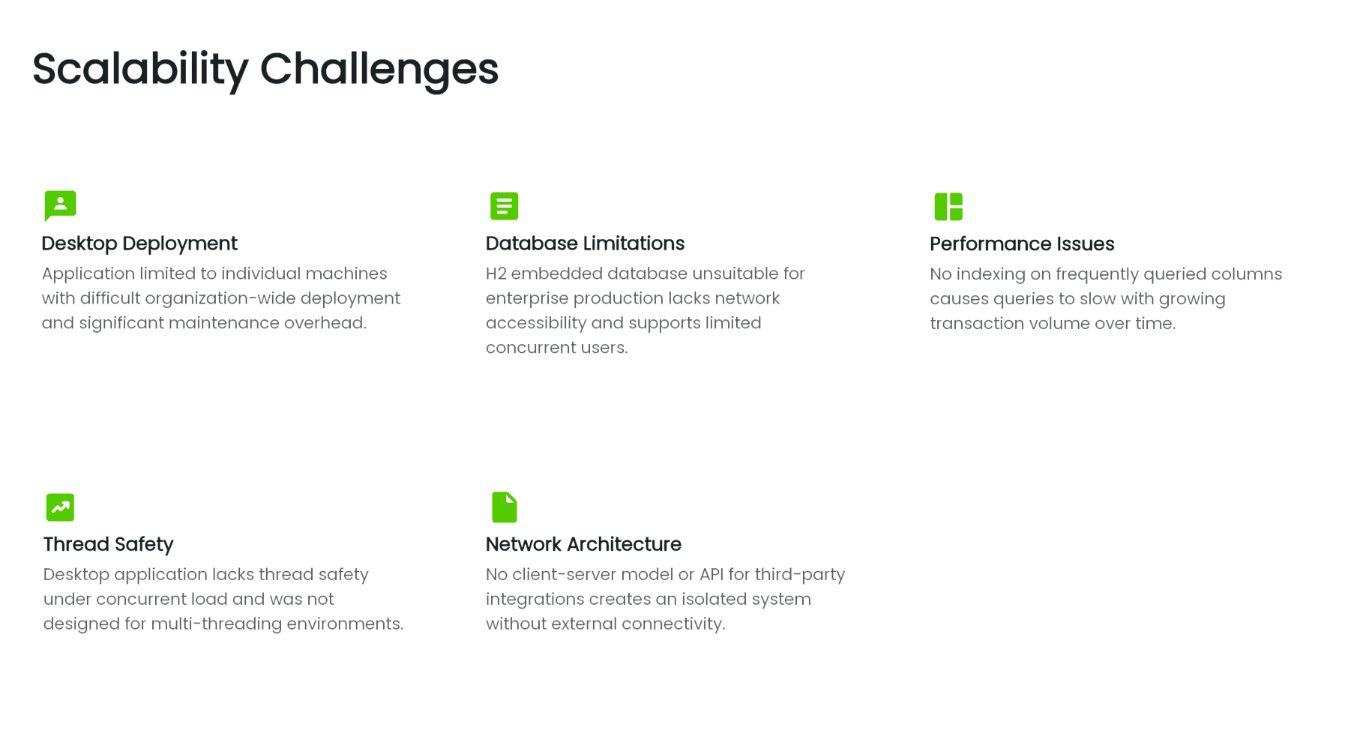 Scalability Challenges
Desktop Deployment
Application limited to individual machines
with difficult organization-wide deployment
and significant maintenance overhead.
Database Limitations
H2 embedded database unsuitable for
enterprise production lacks network
accessibility and supports limited
concurrent users.
Performance Issues
No indexing on frequently queried columns
causes queries to slow with growing
transaction volume over time.
Thread Safety
Desktop application lacks thread safety
under concurrent load and was not
designed for multi-threading environments.
Network Architecture
No client-server model or API for third-party
integrations creates an isolated system
without external connectivity.